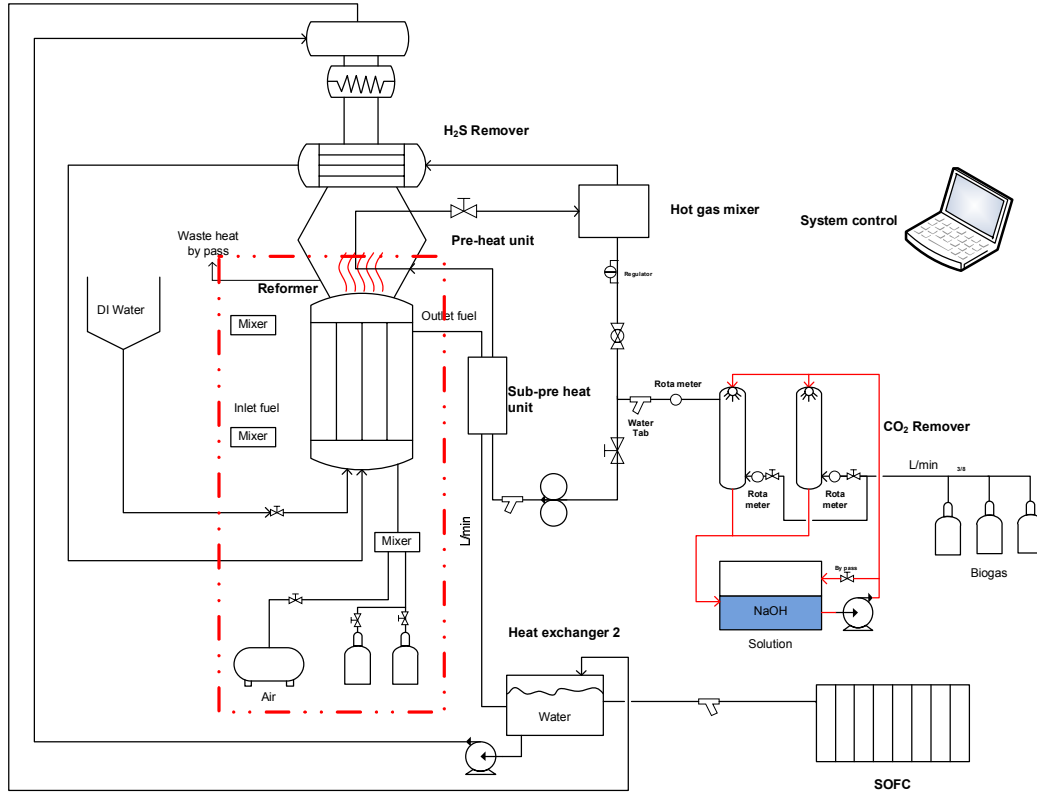 H₂S Remover
Hot gas mixer
System control
Waste heat
by pass
Pre-heat unit
Regulator
Reformer
DI Water
Mixer
Outlet fuel
Sub-pre heat
unit
Rota meter
Water
Tab
CO₂ Remover
Inlet fuel
Mixer
L/min
3/8
Rota
meter
Rota
meter
L/min
Mixer
Biogas
By pass
NaOH
Solution
Heat exchanger 2
Air
Water
SOFC